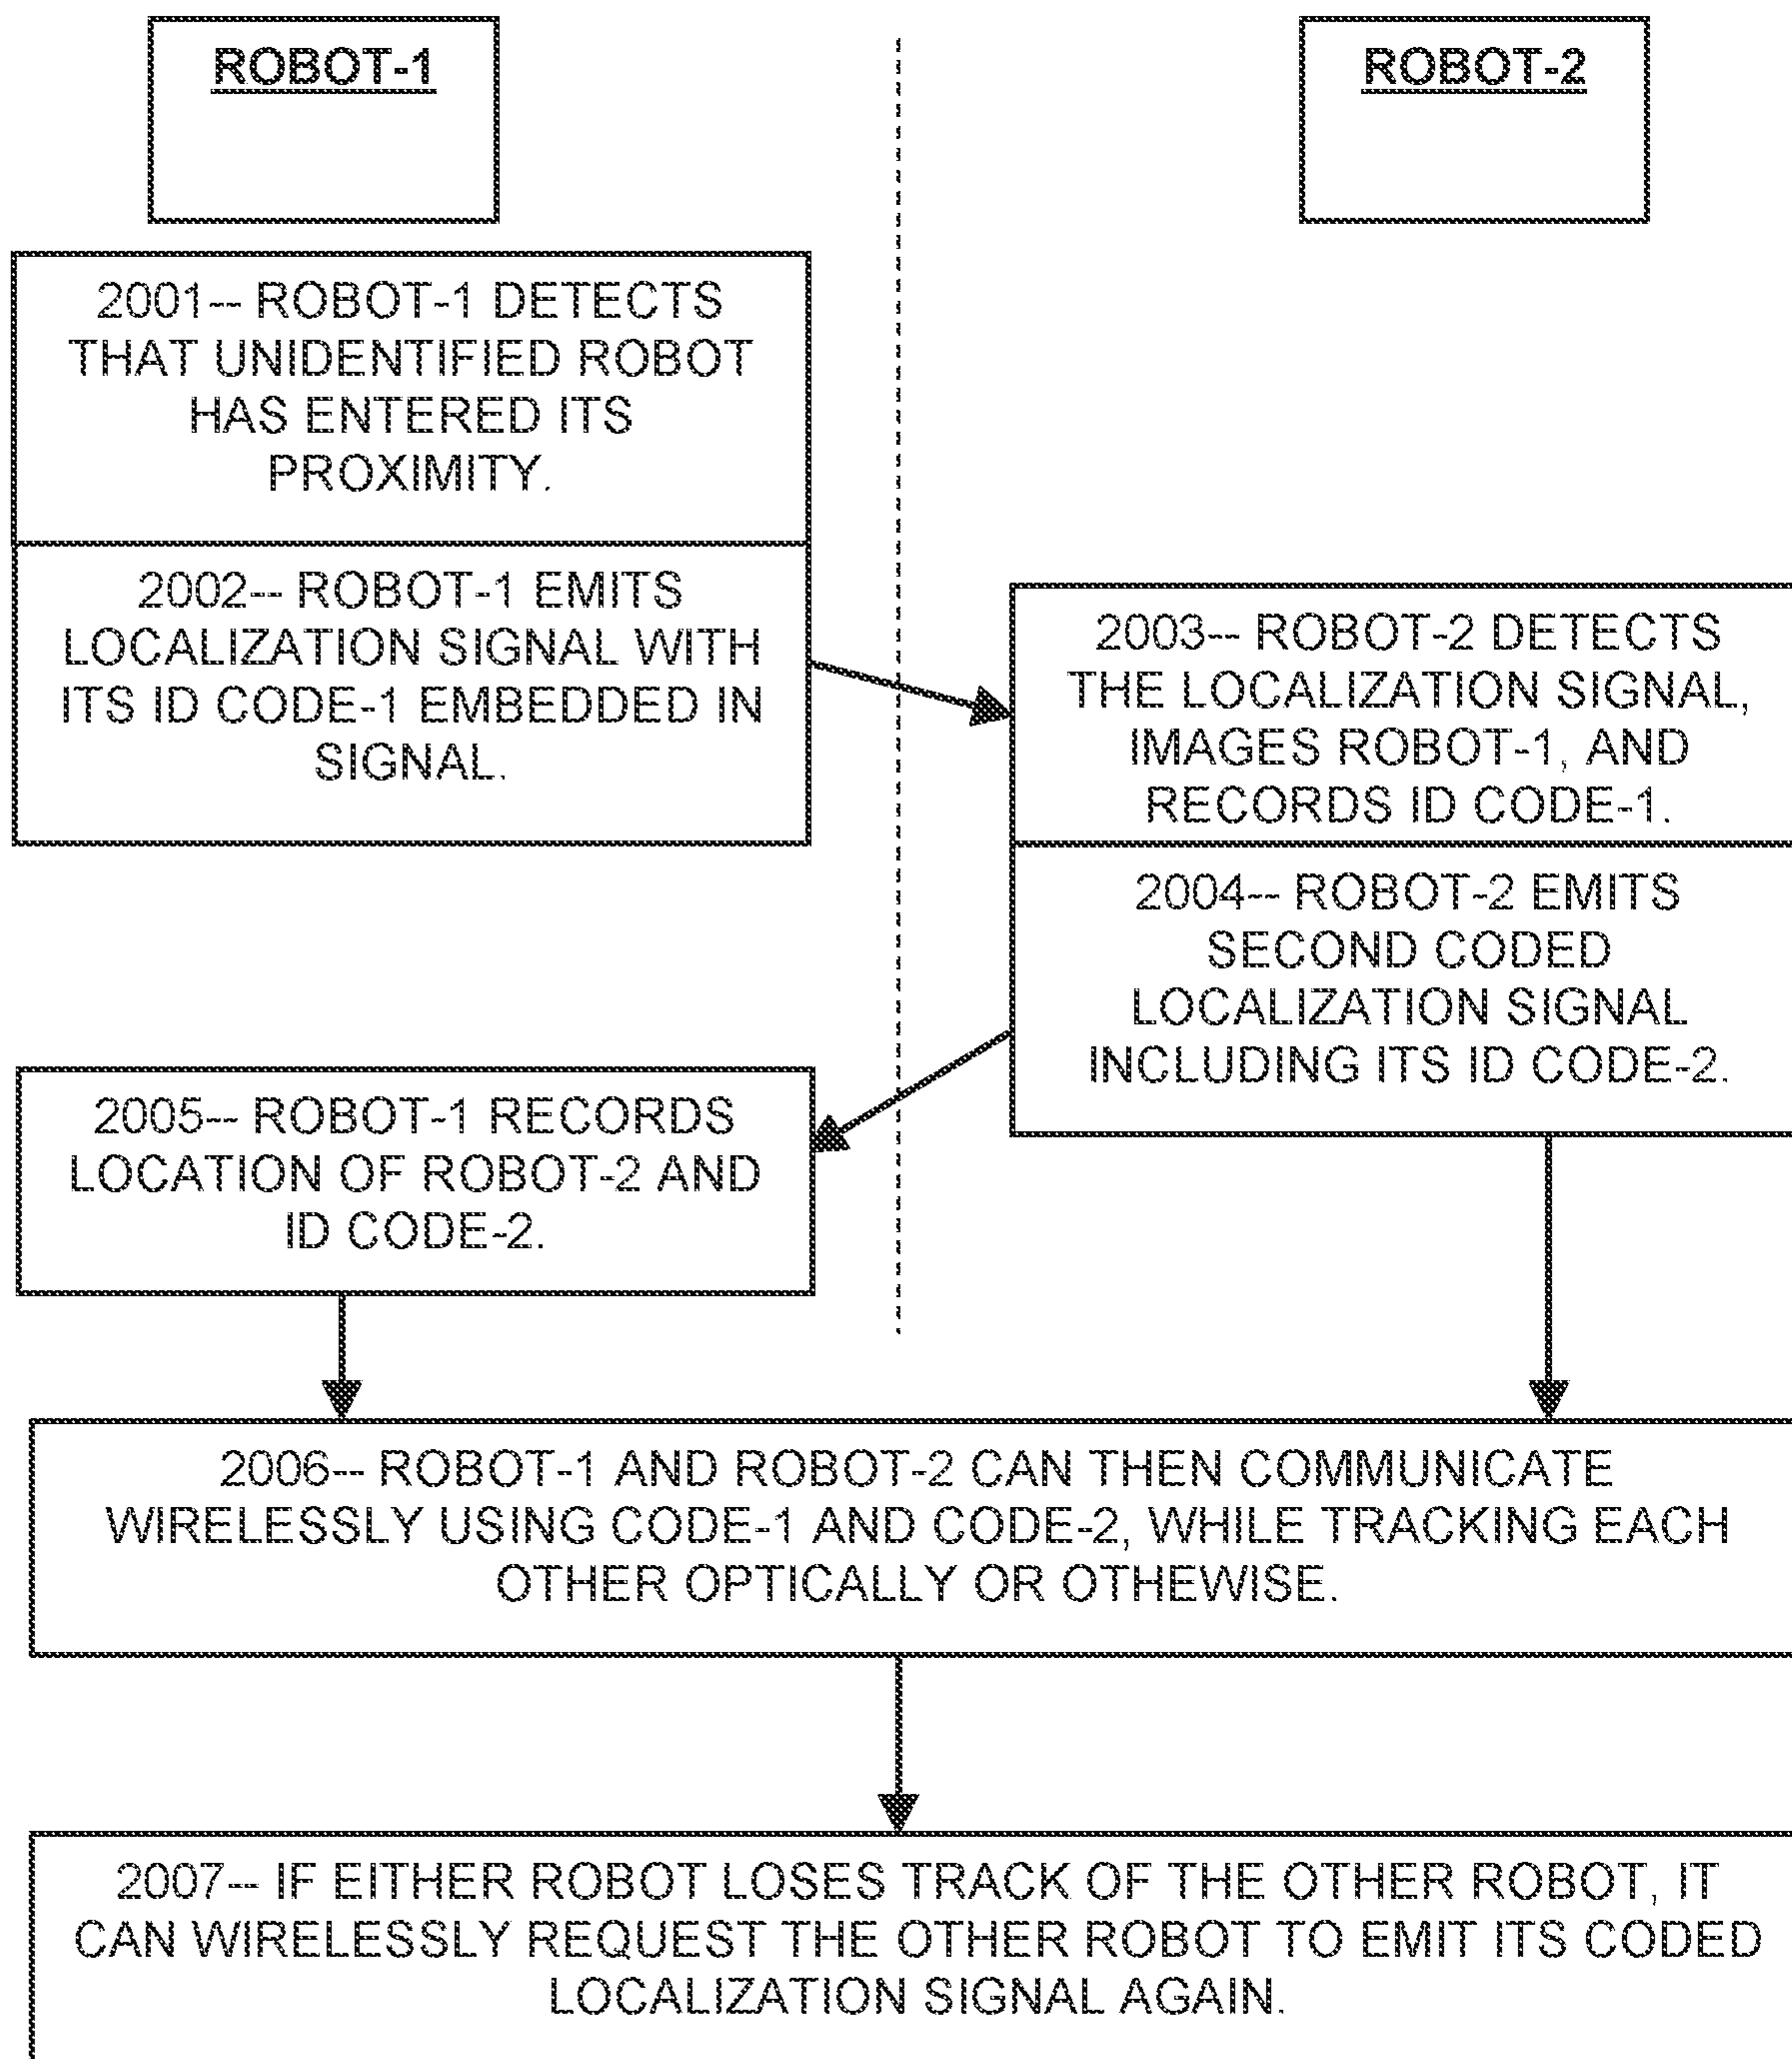 ROBOT-1
ROBOT-2
2001-- ROBOT-1 DETECTS
THAT UNIDENTIFIED ROBOT
HAS ENTERED ITS
PROXIMITY.
2002-- ROBOT-1 EMITS
LOCALIZATION SIGNAL WITH
ITS ID CODE-1 EMBEDDED IN
SIGNAL.
2003-- ROBOT-2 DETECTS
THE LOCALIZATION SIGNAL,
IMAGES ROBOT-1, AND
RECORDS ID CODE-1.
2004-- ROBOT-2 EMITS
SECOND CODED
LOCALIZATION SIGNAL
INCLUDING ITS ID CODE-2.
2005-- ROBOT-1 RECORDS
LOCATION OF ROBOT-2 AND
ID CODE-2.
2006-- ROBOT-1 AND ROBOT-2 CAN THEN COMMUNICATE
WIRELESSLY USING CODE-1 AND CODE-2, WHILE TRACKING EACH
OTHER OPTICALLY OR OTHEWISE.
2007-- IF EITHER ROBOT LOSES TRACK OF THE OTHER ROBOT, IT
CAN WIRELESSLY REQUEST THE OTHER ROBOT TO EMIT ITS CODED
LOCALIZATION SIGNAL AGAIN.